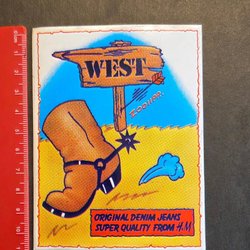 WEST
ORIGINAL DENIM JEANS
SUPER QUALITY FROM H.M